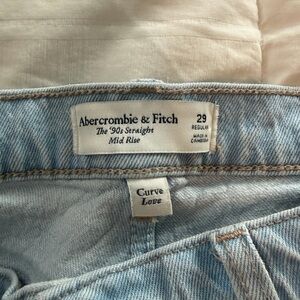 Abercrombie & Fitch
The '90s Straight
Mid Rise
29
REGULAR
MADE IN
CAMBODIA
Curve
Love